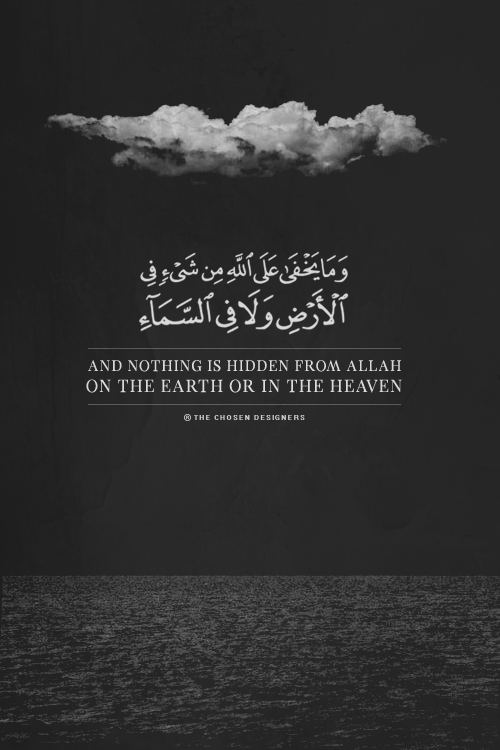 وَمَا يَخْفَىٰ عَلَى ٱللَّهِ مِن شَىْءٍ فِى
ٱلْأَرْضِ وَلَا فِى ٱلسَّمَآءِ
AND NOTHING IS HIDDEN FROM ALLAH
ON THE EARTH OR IN THE HEAVEN
® THE CHOSEN DESIGNERS